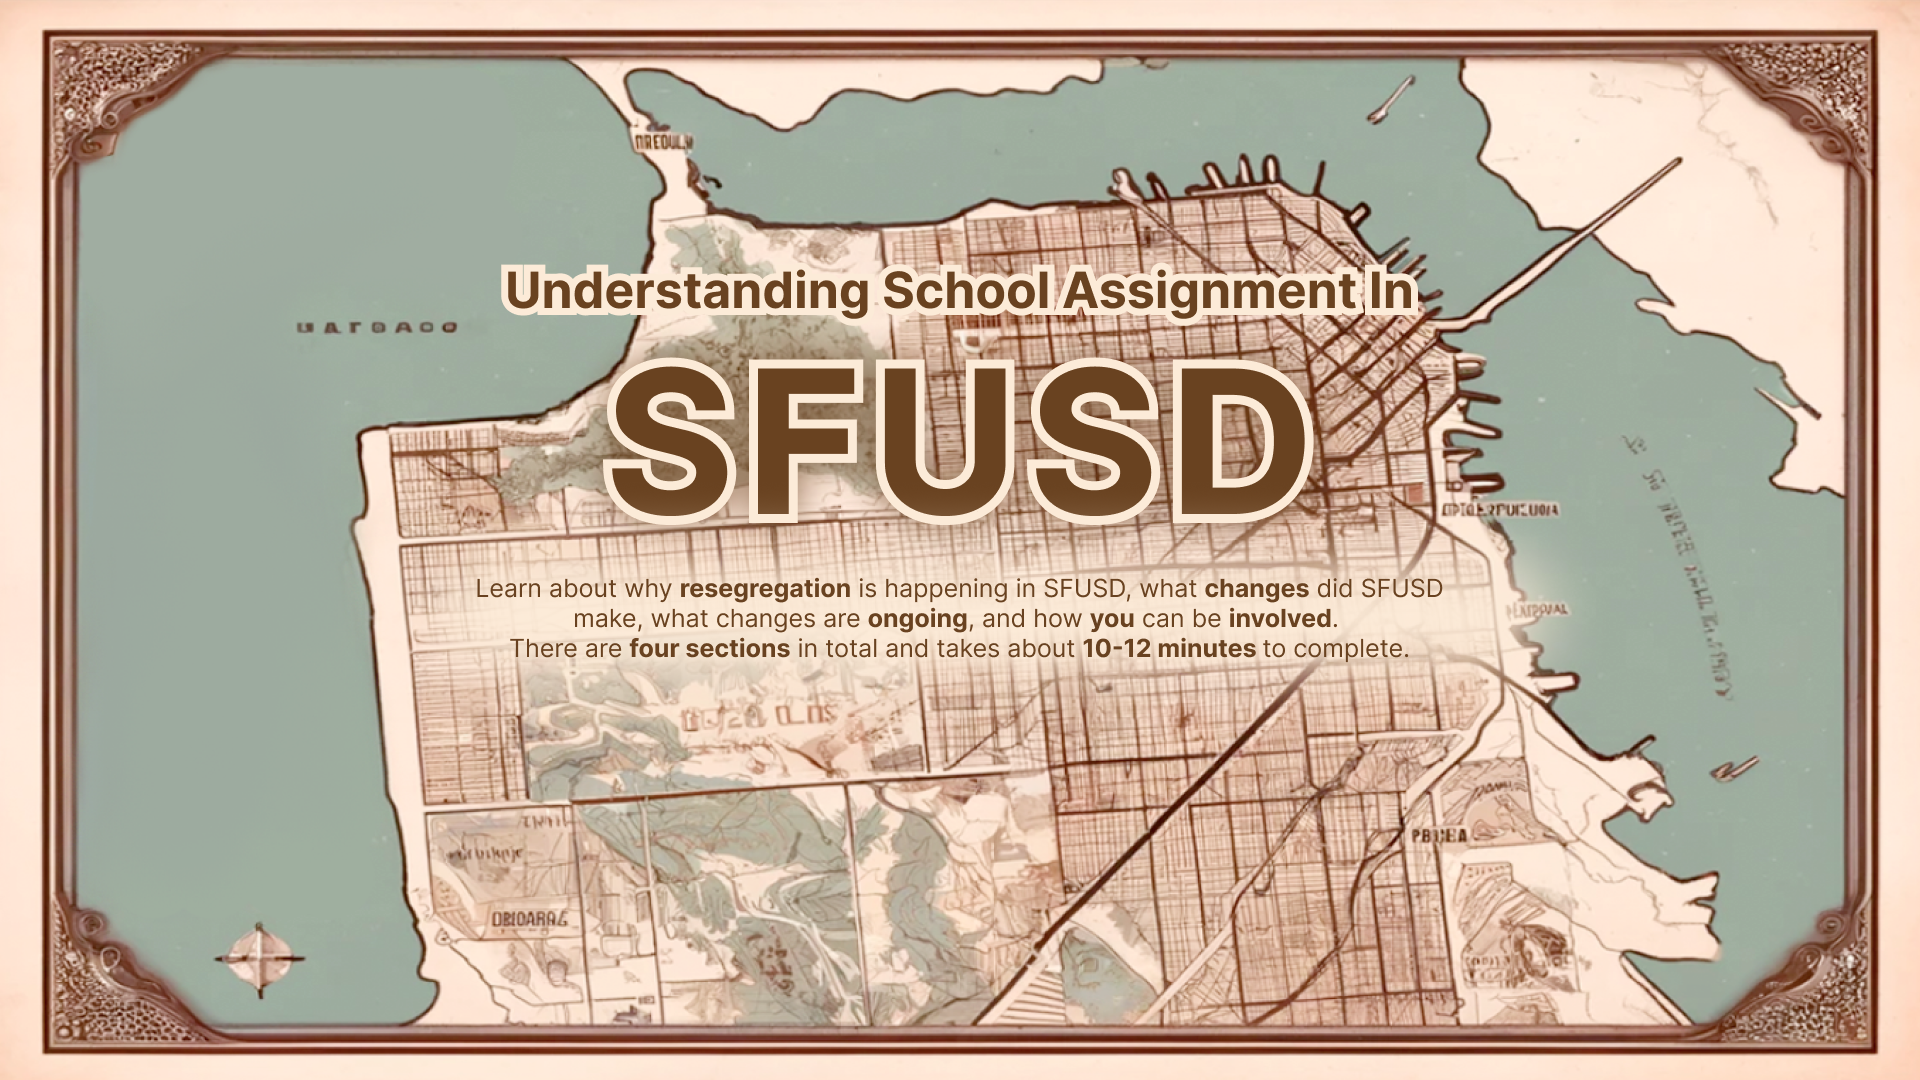 Understanding School Assignment In
SFUSD
Learn about why resegregation is happening in SFUSD, what changes did SFUSD
make, what changes are ongoing, and how you can be involved.
There are four sections in total and takes about 10-12 minutes to complete.